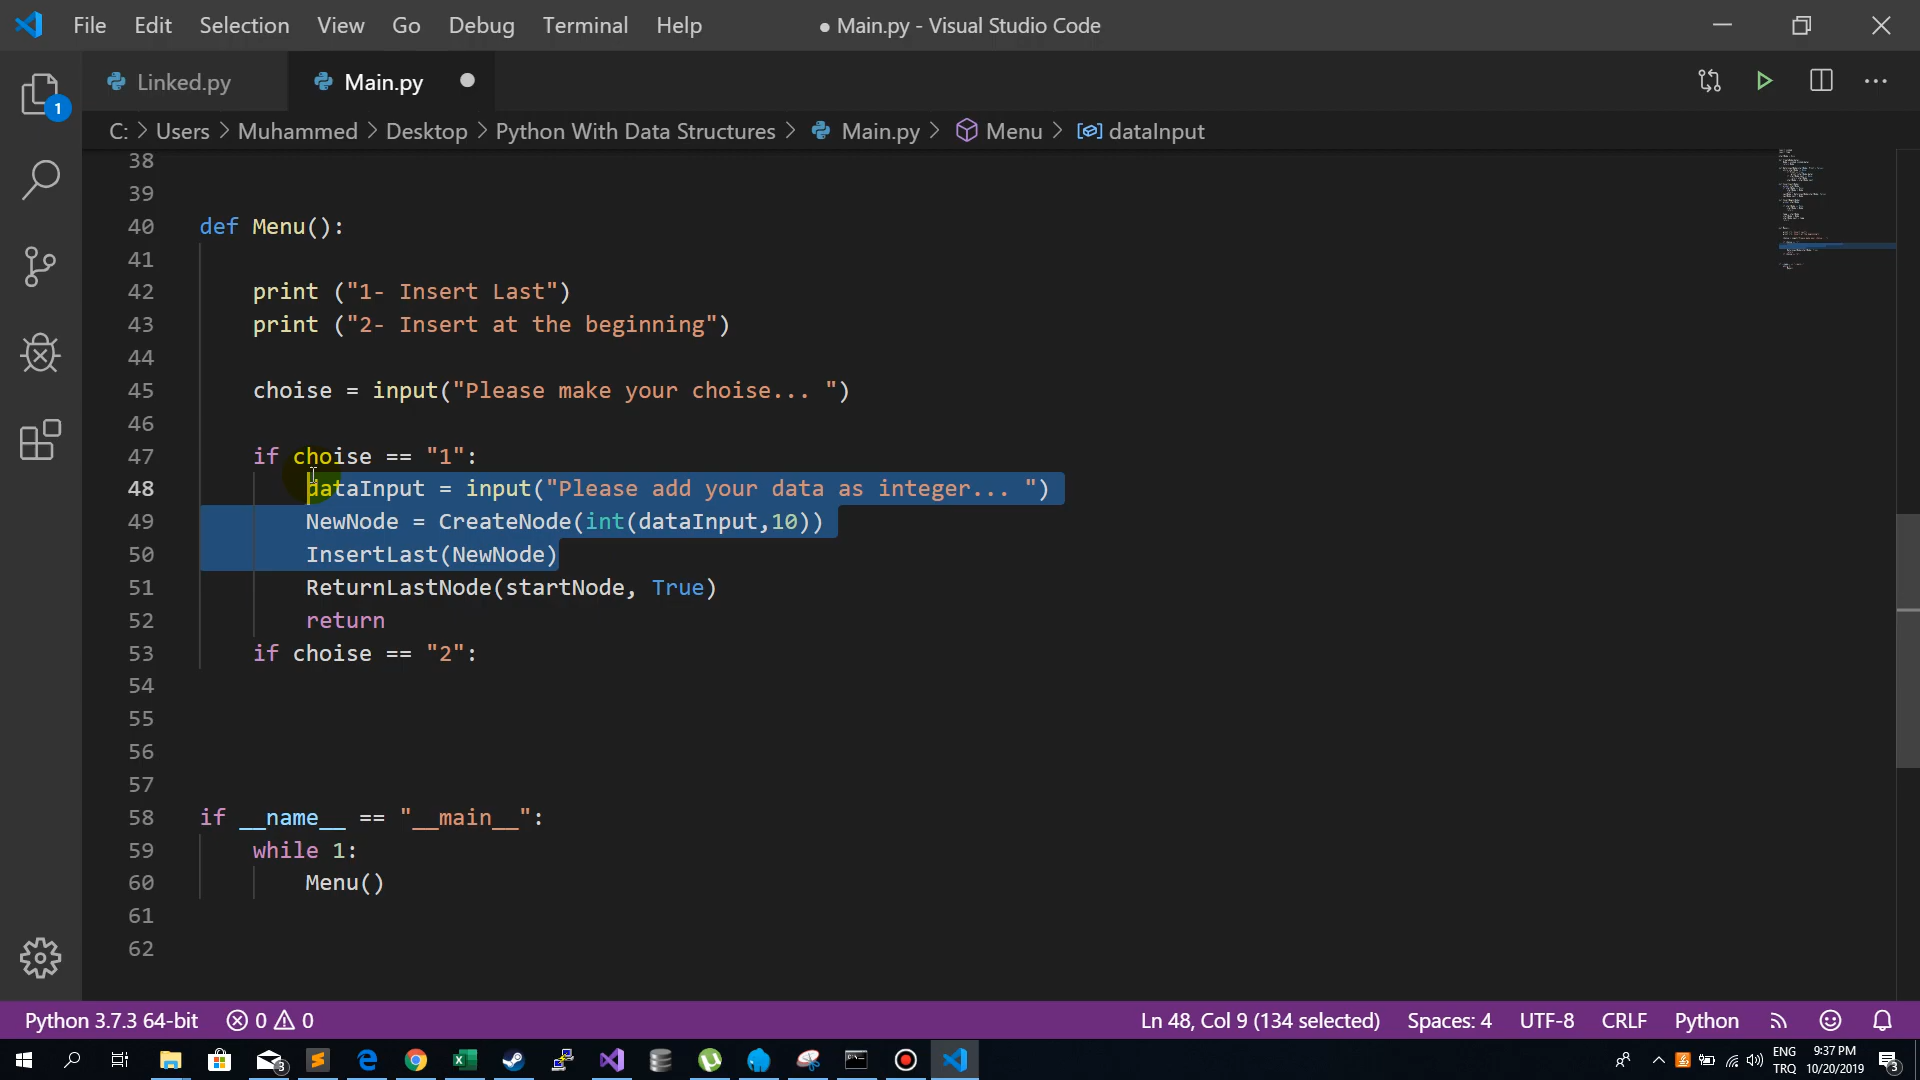 File Edit Selection View Go Debug Terminal Help ● Main.py - Visual Studio Code
Linked.py Main.py
1
C: > Users > Muhammed > Desktop > Python With Data Structures > Main.py > Menu > dataInput
38
39
40 def Menu():
41
42 print ("1- Insert Last")
43 print ("2- Insert at the beginning")
44
45 choise = input("Please make your choise... ")
46
47 if choise == "1":
48 dataInput = input("Please add your data as integer... ")
49 NewNode = CreateNode(int(dataInput,10))
50 InsertLast(NewNode)
51 ReturnLastNode(startNode, True)
52 return
53 if choise == "2":
54
55
56
57
58 if __name__ == "__main__":
59 while 1:
60 Menu()
61
62
Python 3.7.3 64-bit 0 0 Ln 48, Col 9 (134 selected) Spaces: 4 UTF-8 CRLF Python
3 ENG 9:37 PM
TRQ 10/20/2019 3